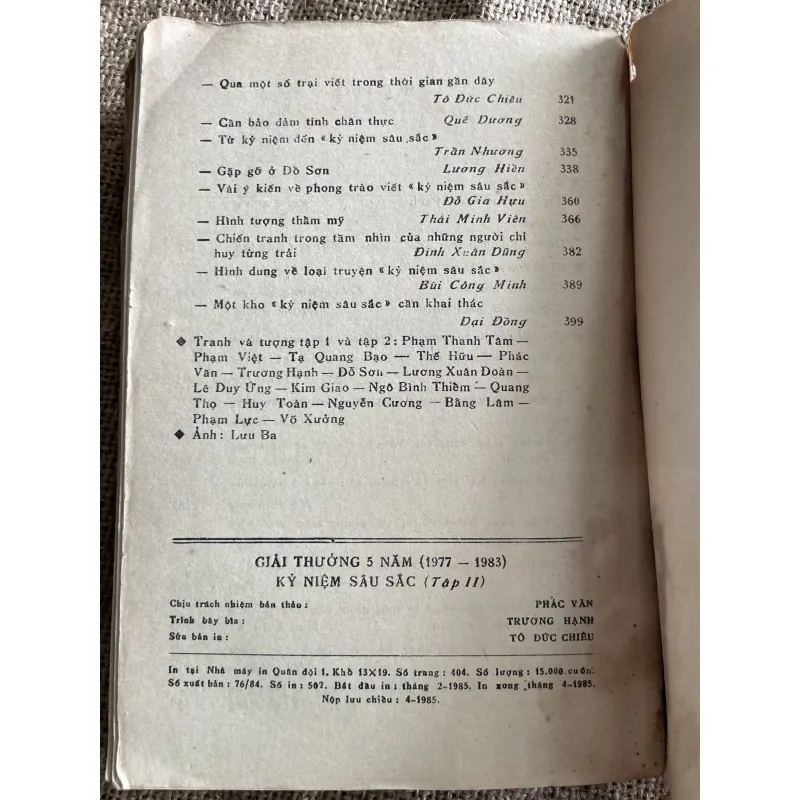 — Qua một số trại viết trong thời gian gần đây
Tô Đức Chiêu 321
— Cần bảo đảm tính chân thực Quế Dương 328
— Từ kỷ niệm đến « kỷ niệm sâu sắc »
Trần Nhương 335
— Gặp gỡ ở Đồ Sơn Lương Hiền 338
— Vài ý kiến về phong trào viết « kỷ niệm sâu sắc »
Đỗ Gia Hựu 360
— Hình tượng thẩm mỹ Thái Minh Viên 366
— Chiến tranh trong tầm nhìn của những người chỉ
huy từng trải Đinh Xuân Dũng 382
— Hình dung về loại truyện « kỷ niệm sâu sắc »
Bùi Công Minh 389
— Một kho « kỷ niệm sâu sắc » cần khai thác
Đại Đồng 399
◆ Tranh và tượng tập 1 và tập 2 : Phạm Thanh Tâm —
Phạm Việt — Tạ Quang Bạo — Thế Hữu — Phác
Văn — Trương Hạnh — Đỗ Sơn — Lương Xuân Đoàn —
Lê Duy Ứng — Kim Giao — Ngô Bình Thiềm — Quang
Thọ — Huy Toàn — Nguyễn Cương — Bằng Lâm —
Phạm Lực — Võ Xưởng
◆ Ảnh : Lưu Ba
GIẢI THƯỞNG 5 NĂM (1977 — 1983)
KỶ NIỆM SÂU SẮC (Tập II)
Chịu trách nhiệm bản thảo : PHÁC VĂN
Trình bày bìa : TRƯƠNG HẠNH
Sửa bản in : TÔ ĐỨC CHIÊU
In tại Nhà máy in Quân đội 1. Khổ 13×19. Số trang : 404. Số lượng : 15.000 cuốn.
Số xuất bản : 76/84. Số in : 507. Bắt đầu in : tháng 2-1985. In xong tháng 4-1985.
Nộp lưu chiểu : 4-1985.